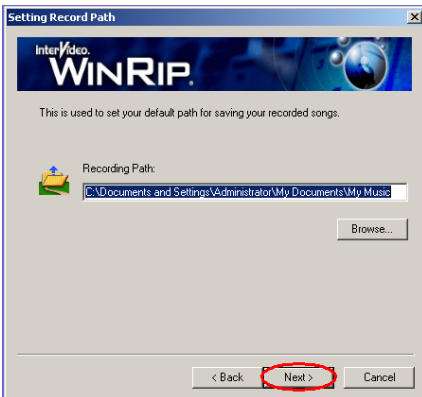 Setting Record Path
InterVideo.
WINRIP.
This is used to set your default path for saving your recorded songs.
Recording Path:
C:\Documents and Settings\Administrator\My Documents\My Music
Browse...
< Back
Next >
Cancel